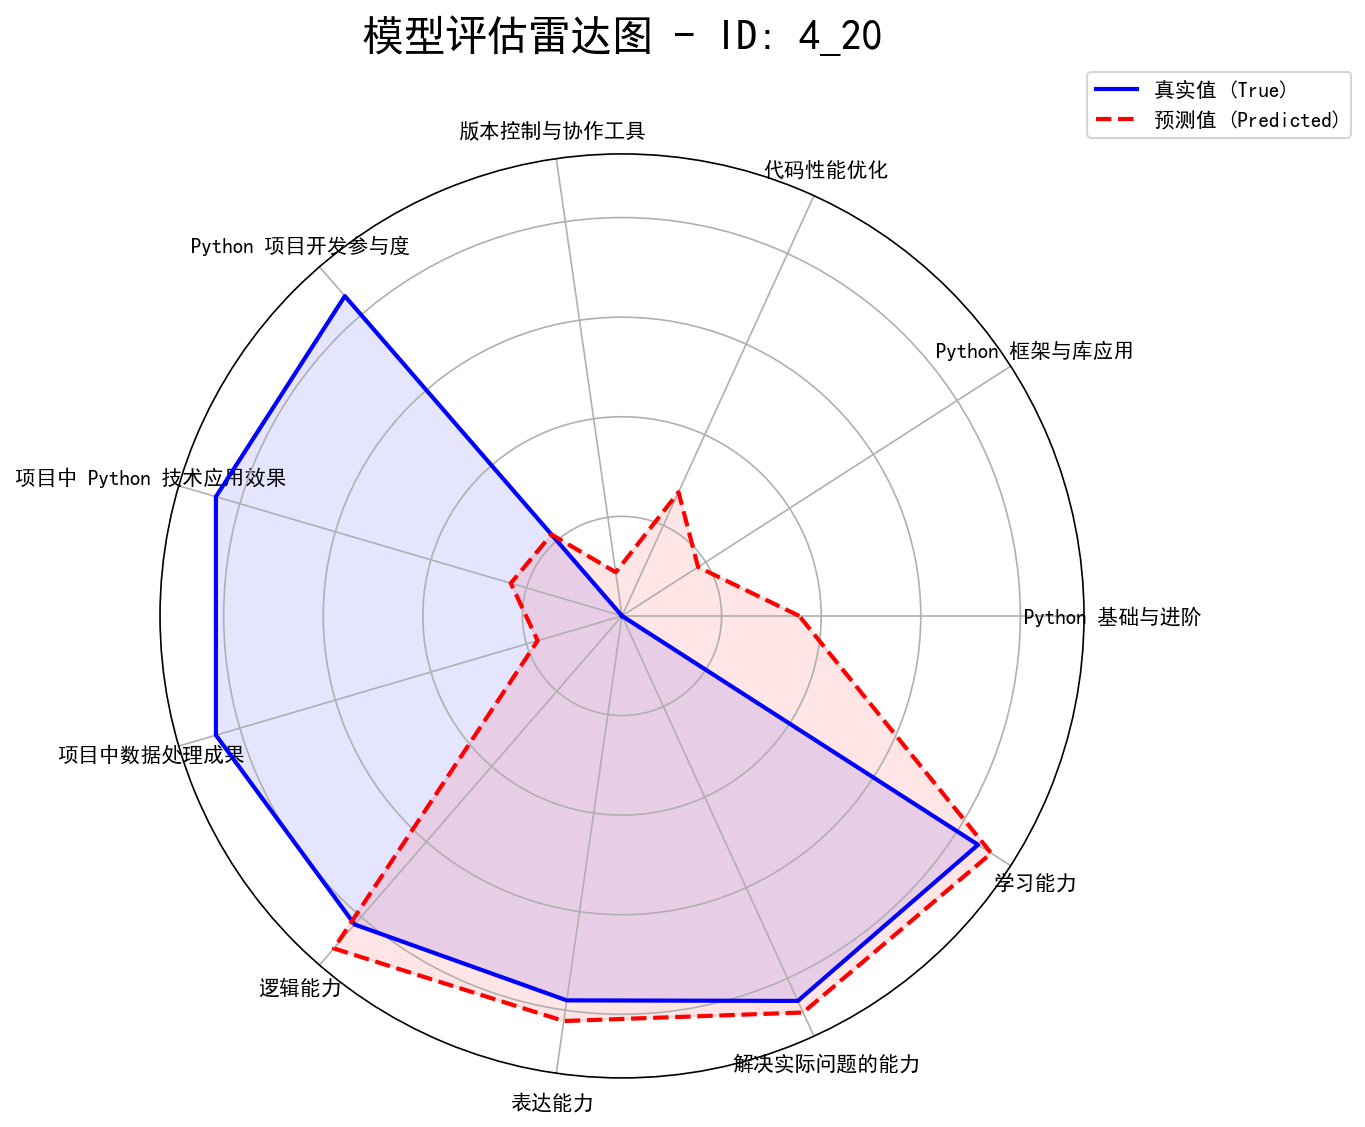 模型评估雷达图 - ID: 4_20
真实值 (True)
预测值 (Predicted)
版本控制与协作工具
代码性能优化
Python 项目开发参与度
Python 框架与库应用
项目中 Python 技术应用效果
Python 基础与进阶
项目中数据处理成果
学习能力
逻辑能力
解决实际问题的能力
表达能力